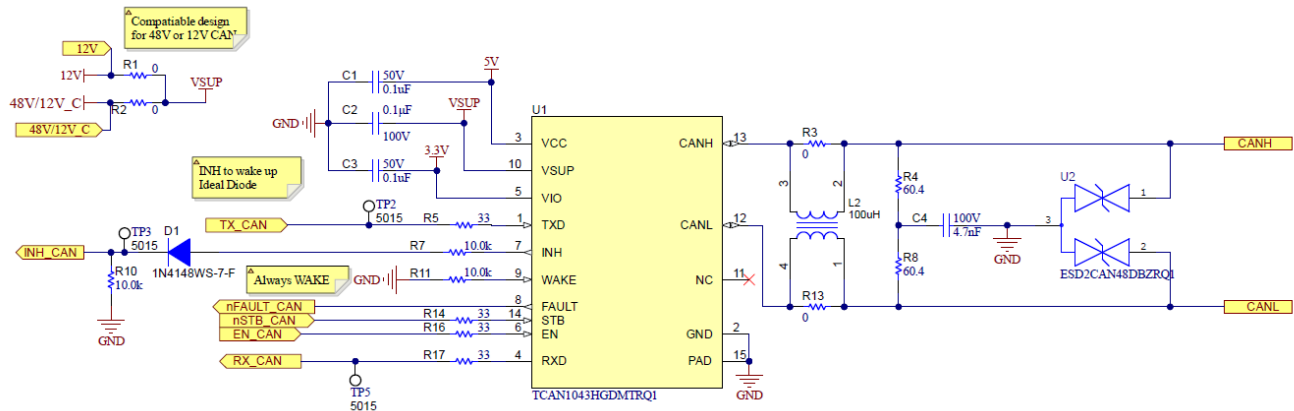 Compatiable design
for 48V or 12V CAN
12V
12V
R1
0
VSUP
48V/12V_C
R2
0
48V/12V_C
5V
C1
50V
0.1uF
C2
0.1µF
VSUP
GND
100V
3.3V
C3
50V
0.1uF
INH to wake up
Ideal Diode
U1
3
VCC
CANH
13
10
VSUP
5
VIO
TP2
5015
TX_CAN
R5
33
1
TXD
CANL
12
TP3
5015
D1
INH_CAN
1N4148WS-7-F
R7
10.0k
7
INH
R10
10.0k
GND
Always WAKE
GND
R11
10.0k
9
WAKE
NC
11
nFAULT_CAN
8
FAULT
nSTB_CAN
R14
33
14
STB
EN_CAN
R16
33
6
EN
GND
2
RX_CAN
R17
33
4
RXD
PAD
15
TP5
5015
TCAN1043HGDMTRQ1
GND
R3
0
CANH
3
2
L2
100uH
4
1
R4
60.4
C4
100V
4.7nF
GND
R8
60.4
U2
1
3
2
ESD2CAN48DBZRQ1
R13
0
CANL